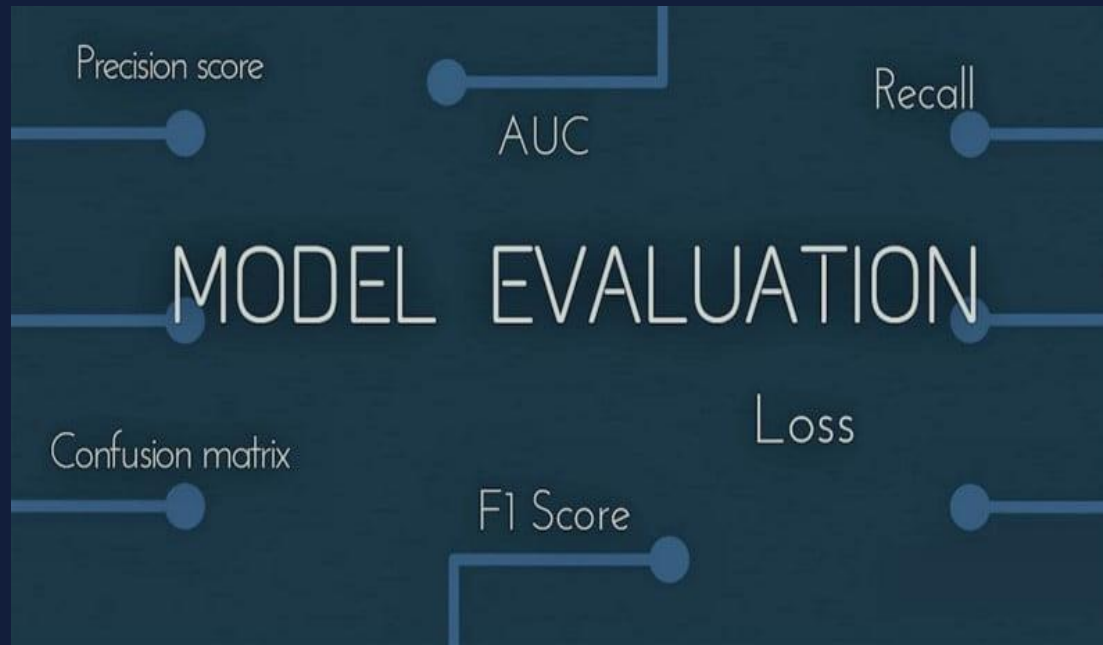 Precision score
AUC
Recall
MODEL EVALUATION
Confusion matrix
Loss
F1 Score